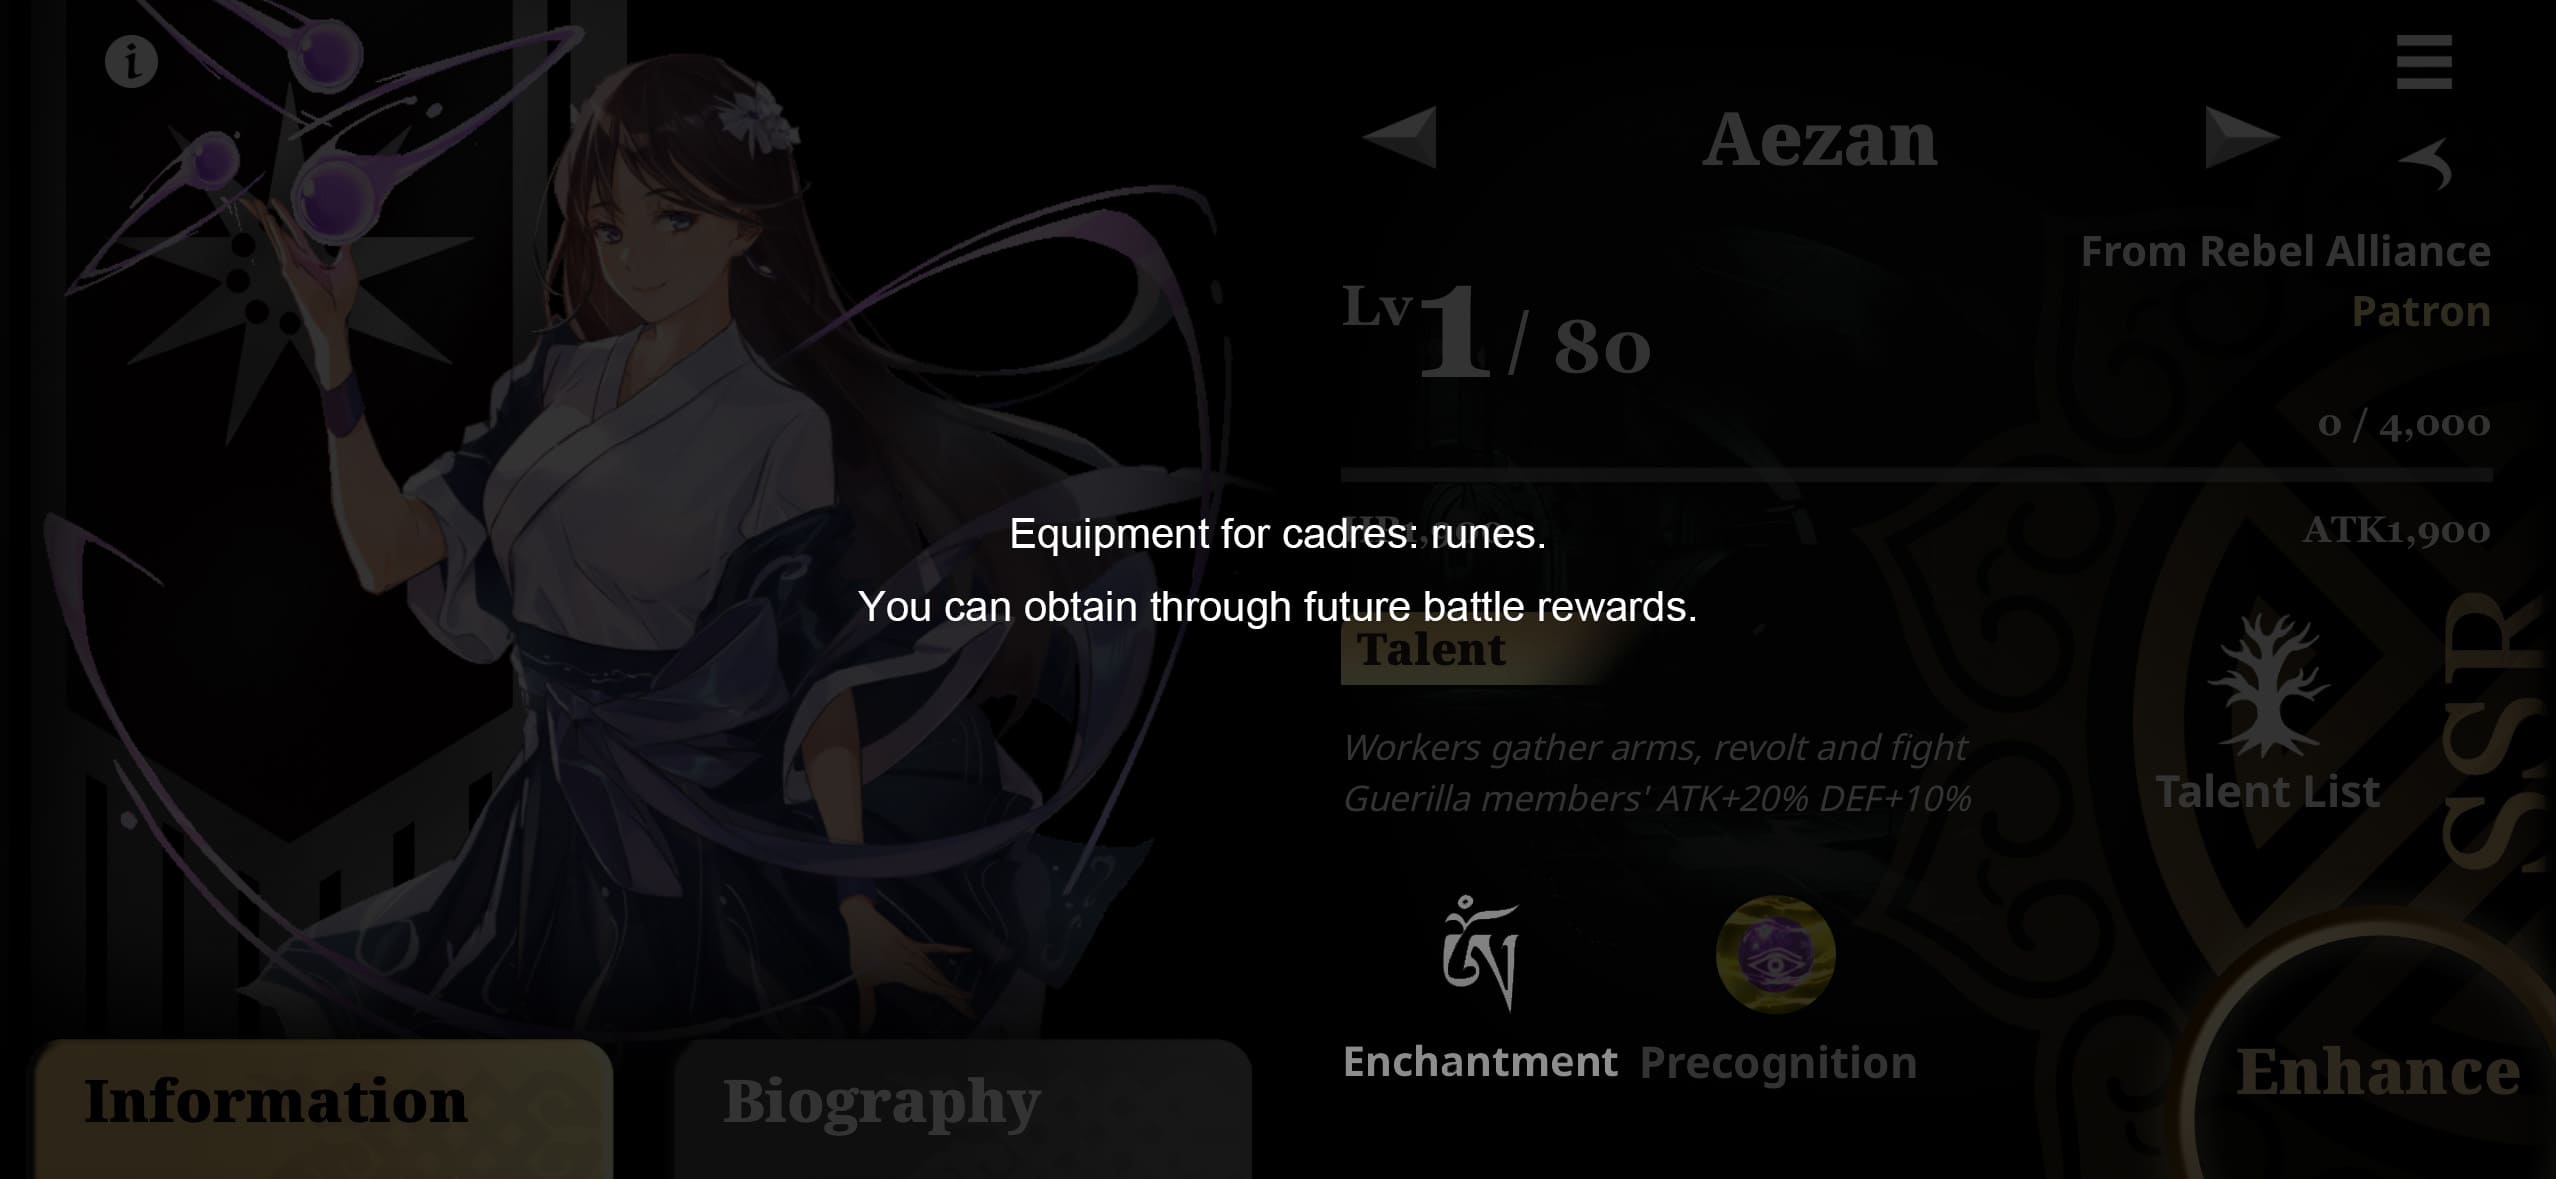 Aezan
From Rebel Alliance
Patron
Lv 1 / 80
0 / 4,000
ATK1,900
Equipment for cadres: runes.
You can obtain through future battle rewards.
Talent
Workers gather arms, revolt and fight
Guerilla members' ATK+20% DEF+10%
Talent List
SSR
Enchantment
Precognition
Information
Biography
Enhance